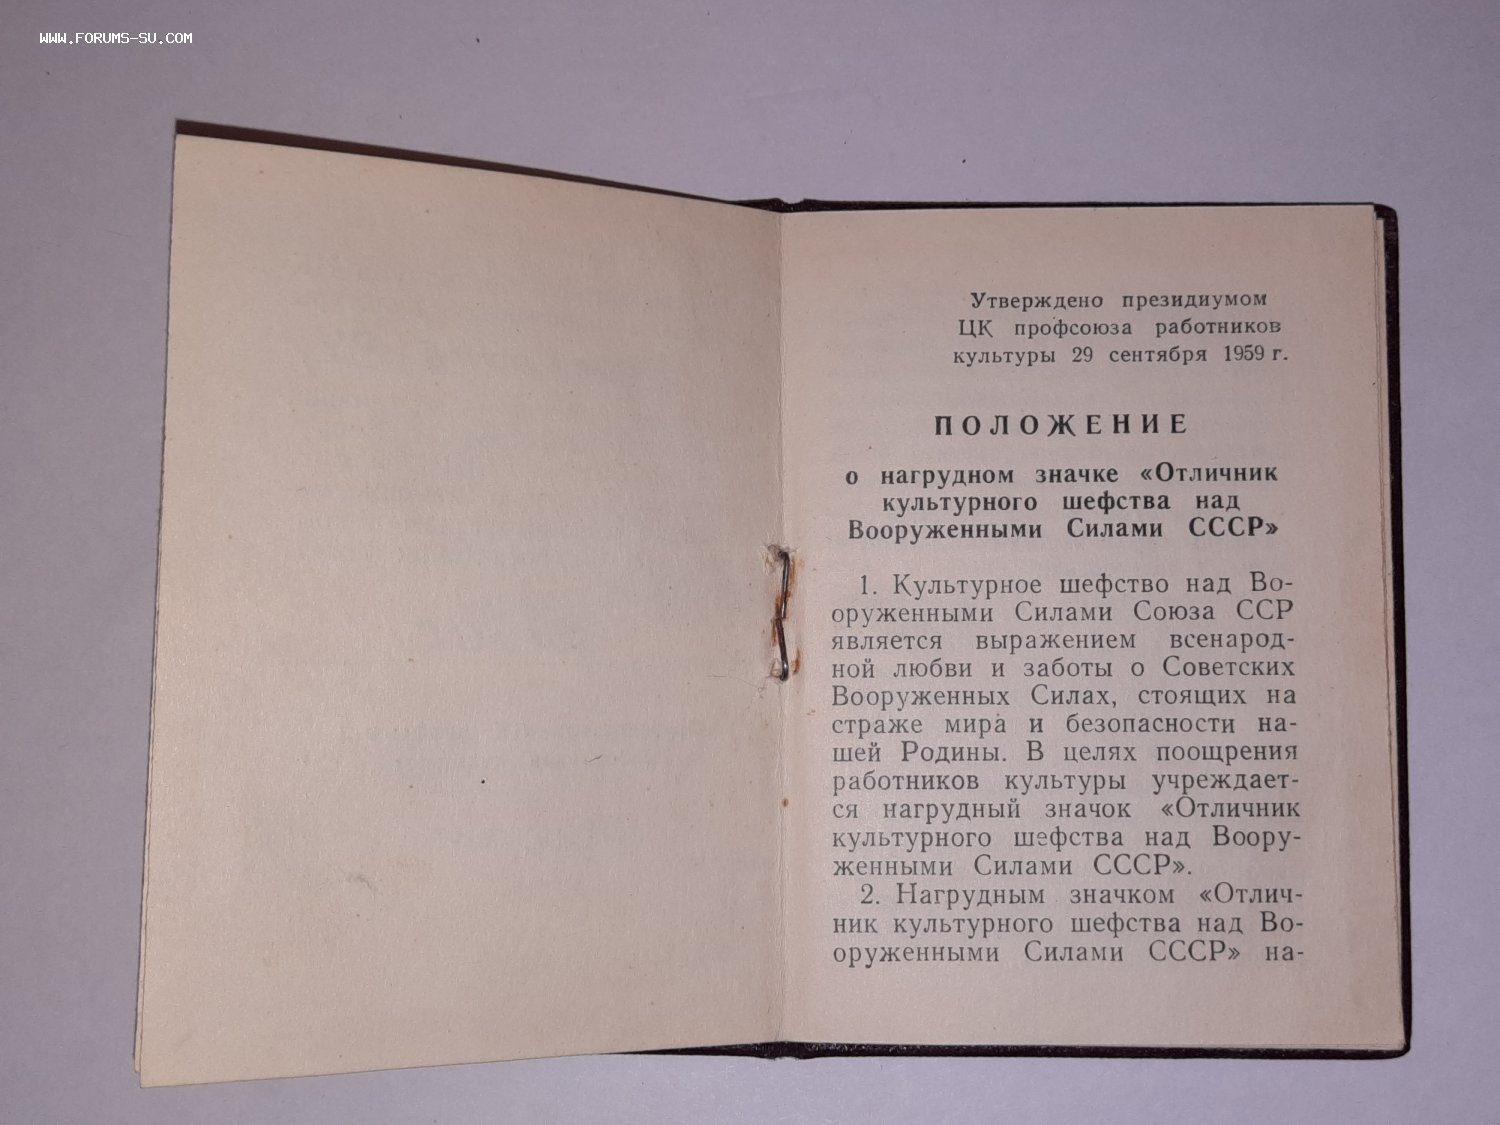 WWW.FORUMS-SU.COM
Утверждено президиумом
ЦК профсоюза работников
культуры 29 сентября 1959 г.
ПОЛОЖЕНИЕ
о нагрудном значке «Отличник
культурного шефства над
Вооруженными Силами СССР»
1. Культурное шефство над Во-
оруженными Силами Союза ССР
является выражением всенарод-
ной любви и заботы о Советских
Вооруженных Силах, стоящих на
страже мира и безопасности на-
шей Родины. В целях поощрения
работников культуры учреждает-
ся нагрудный значок «Отличник
культурного шефства над Воору-
женными Силами СССР».
2. Нагрудным значком «Отлич-
ник культурного шефства над Во-
оруженными Силами СССР» на-